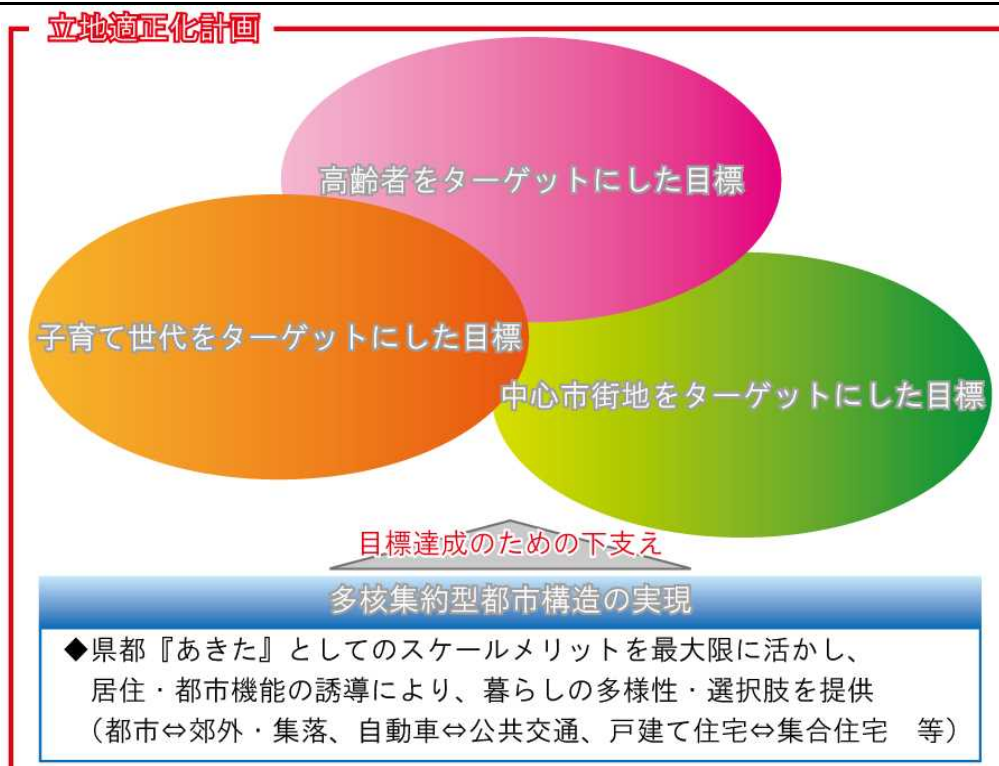 立地適正化計画
高齢者をターゲットにした目標
子育て世代をターゲットにした目標
中心市街地をターゲットにした目標
目標達成のための下支え
多核集約型都市構造の実現
◆県都『あきた』としてのスケールメリットを最大限に活かし、
居住・都市機能の誘導により、暮らしの多様性・選択肢を提供
（都市⇔郊外・集落、自動車⇔公共交通、戸建て住宅⇔集合住宅　等）